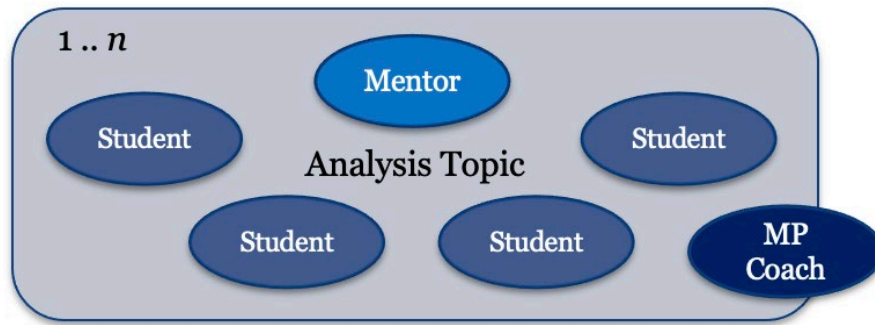 1 .. n
Mentor
Student
Student
Analysis Topic
Student
Student
MP
Coach